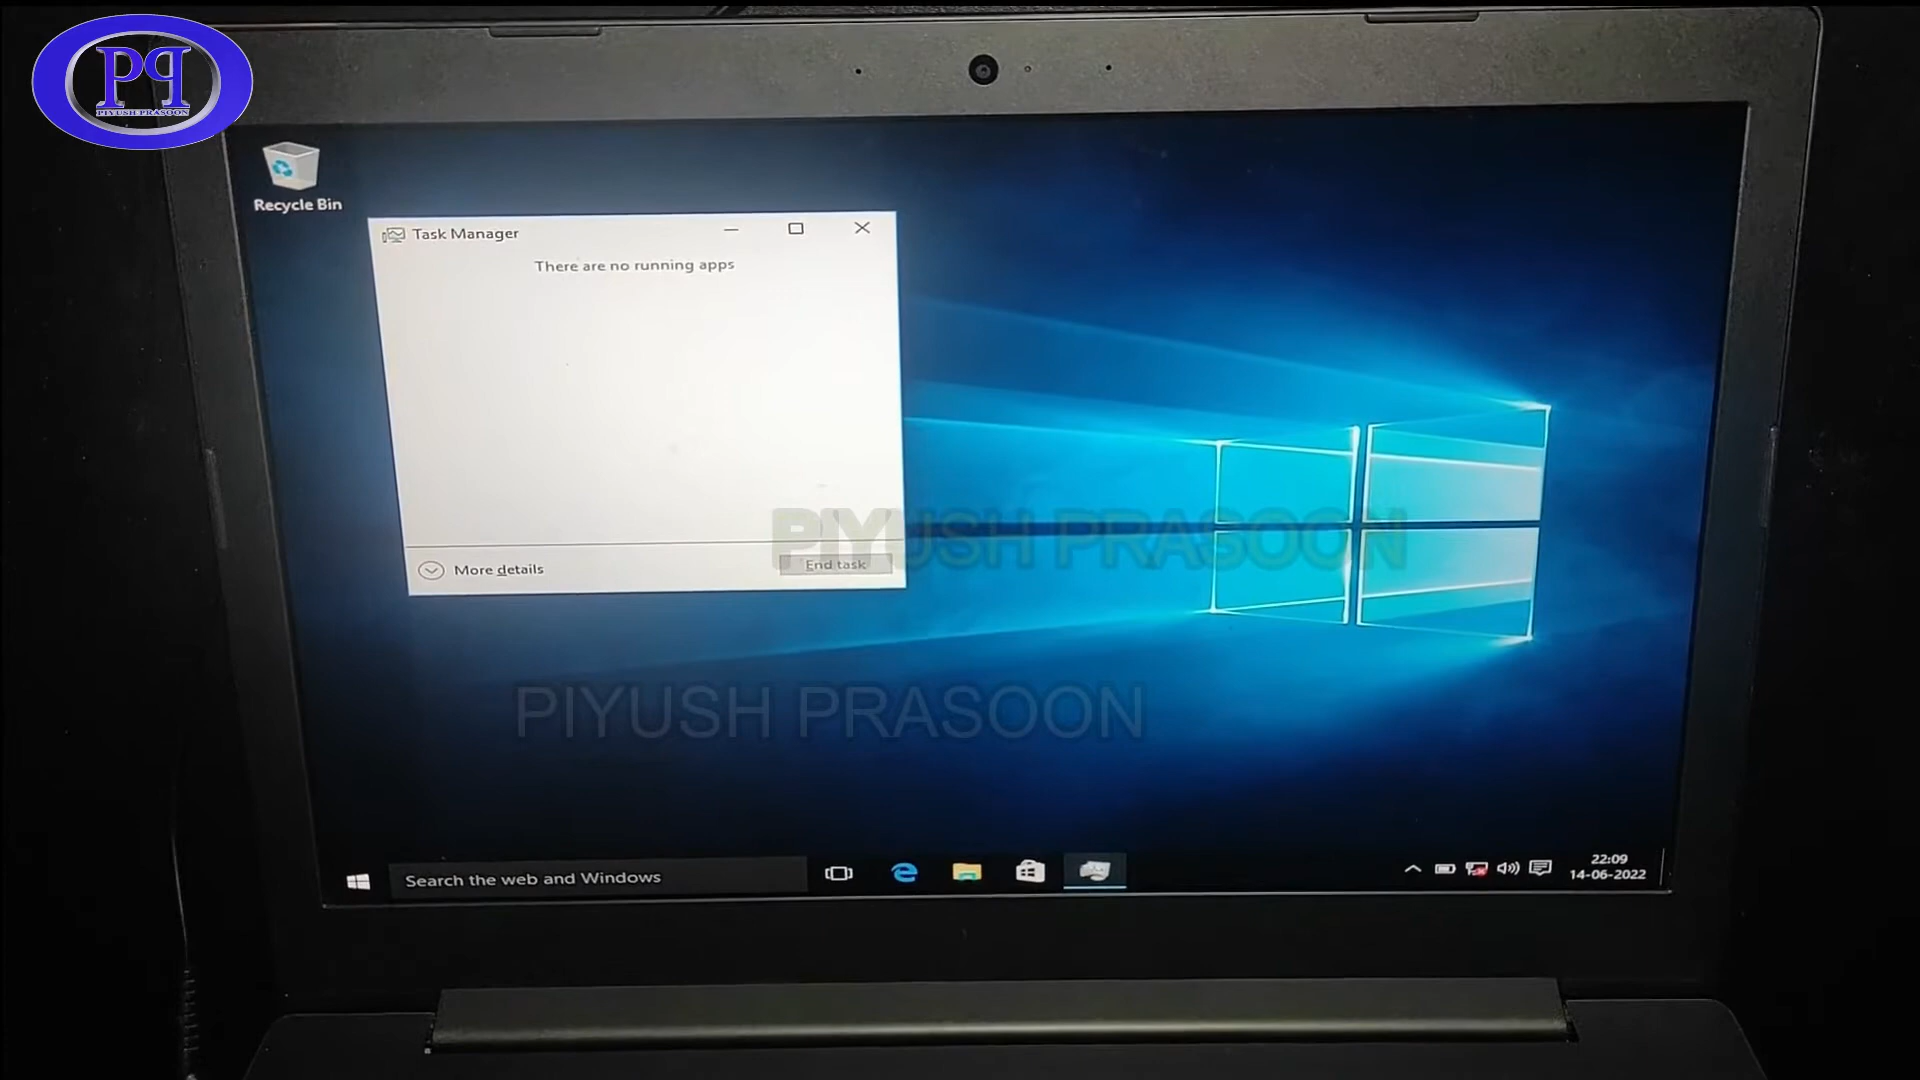 PP
PIYUSH PRASOON
Recycle Bin
Task Manager
There are no running apps
PIYUSH PRASOON
More details
End task
PIYUSH PRASOON
Search the web and Windows
22:09
14-06-2022